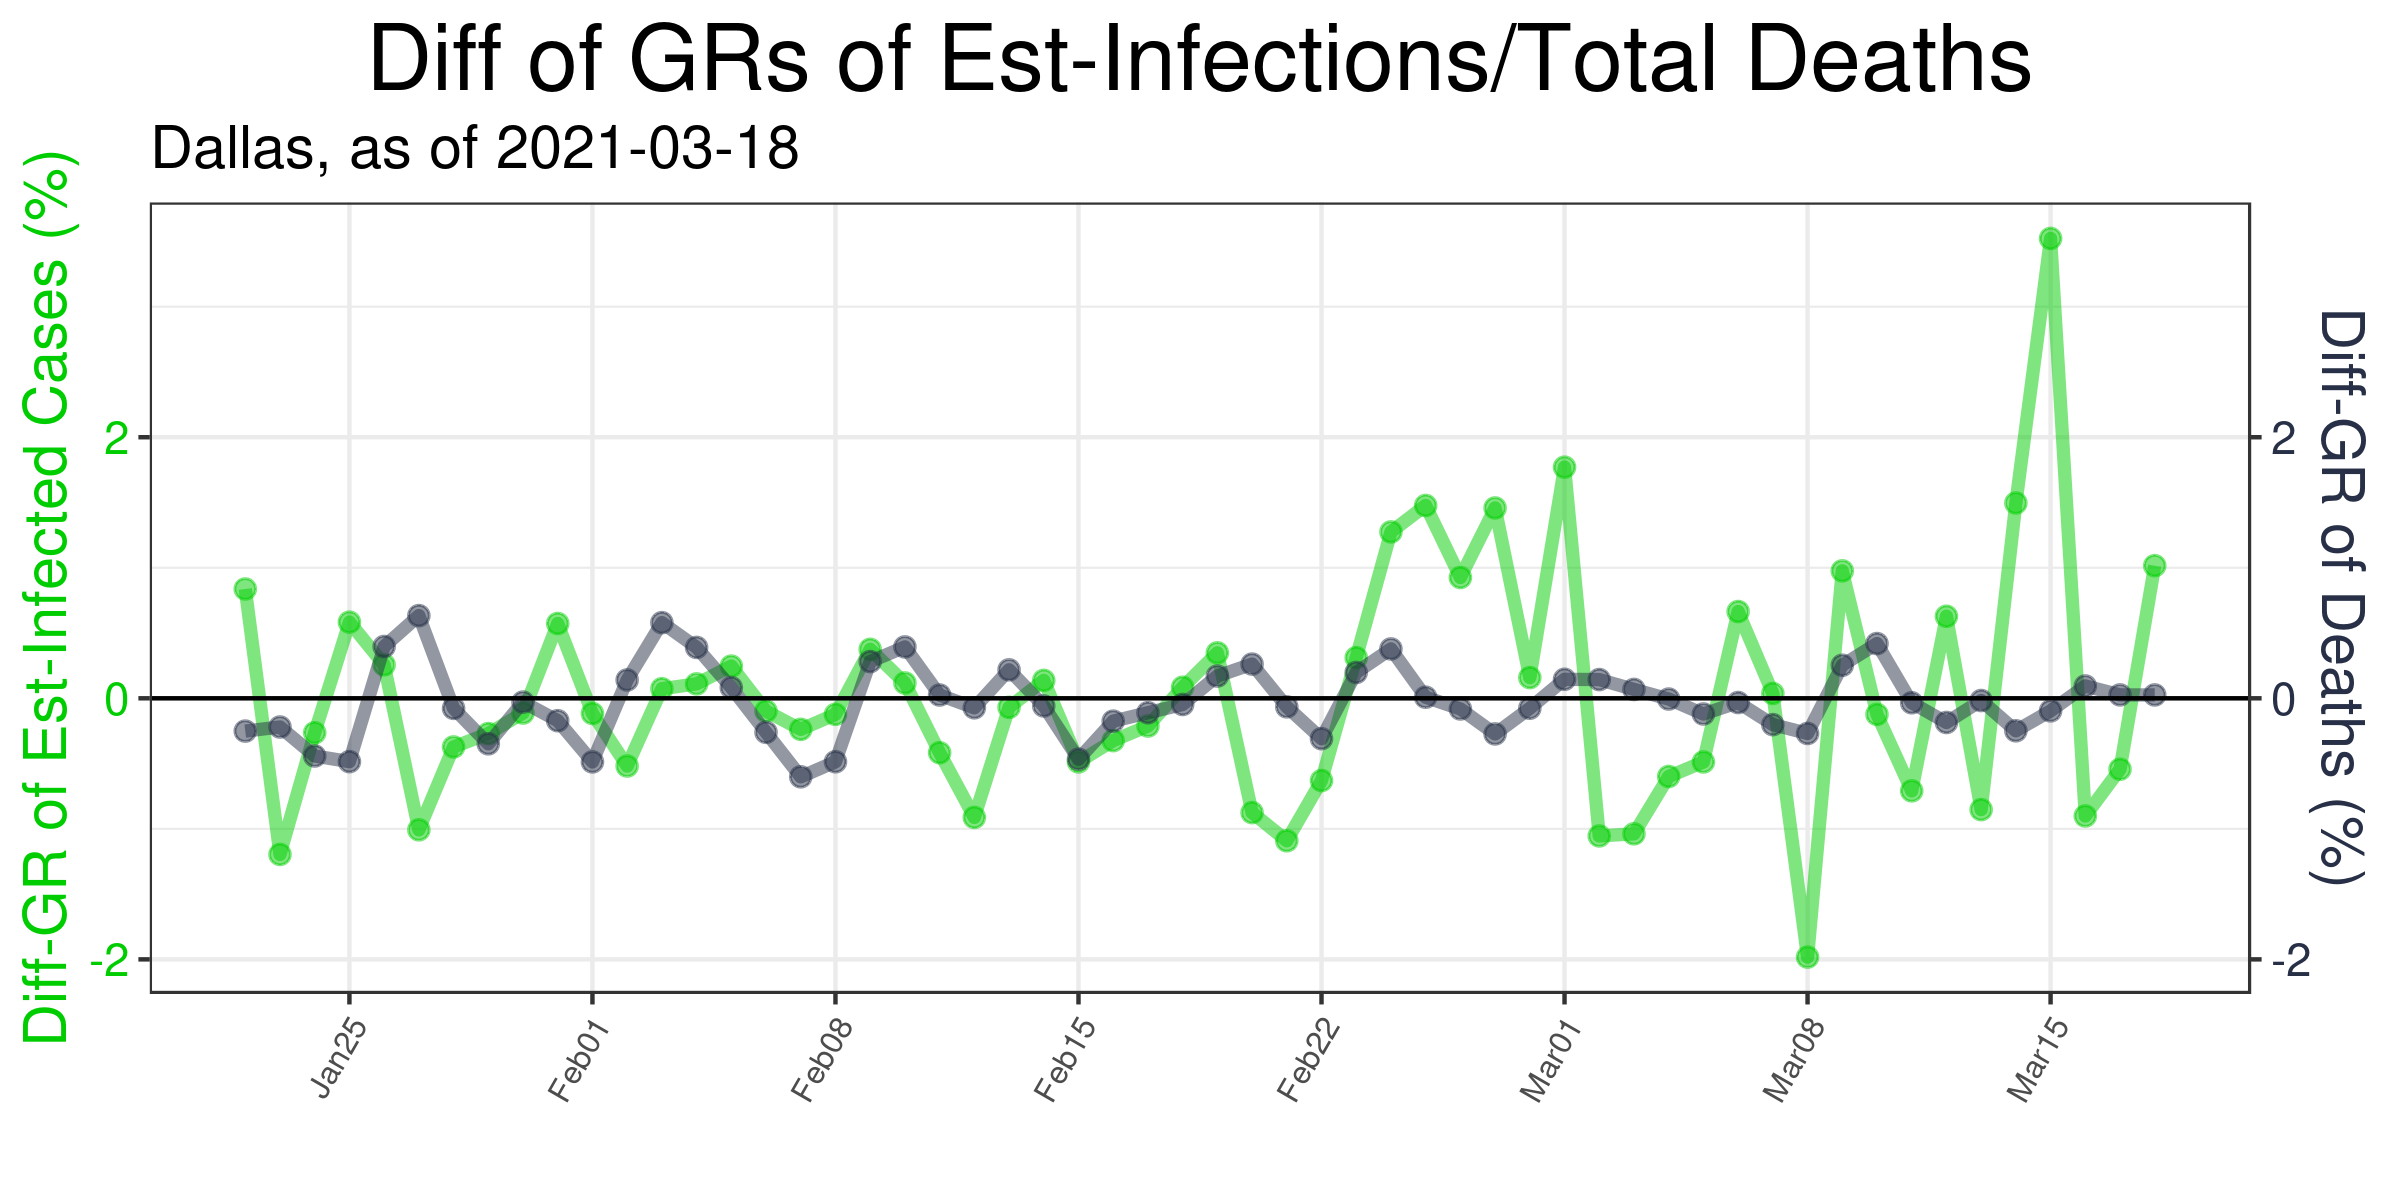 Diff of GRs of Est-Infections/Total Deaths
Dallas, as of 2021-03-18
Diff-GR of Est-Infected Cases (%)
2
0
-2
2
0
-2
Diff-GR of Deaths (%)
Jan25
Feb01
Feb08
Feb15
Feb22
Mar01
Mar08
Mar15